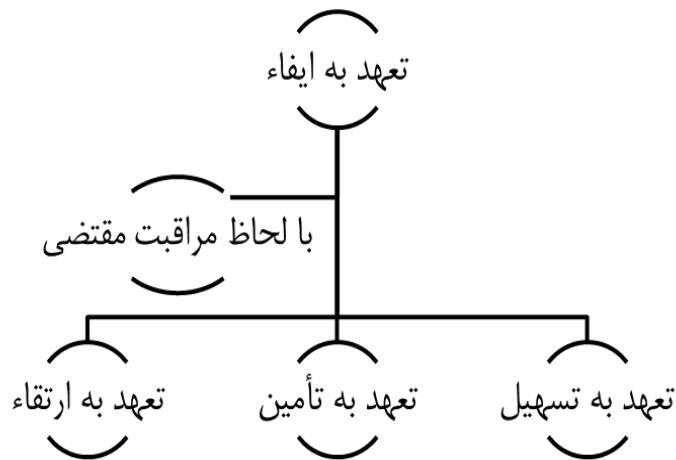 تعهد به ایفاء
با لحاظ مراقبت مقتضی
تعهد به تسهیل
تعهد به تأمین
تعهد به ارتقاء